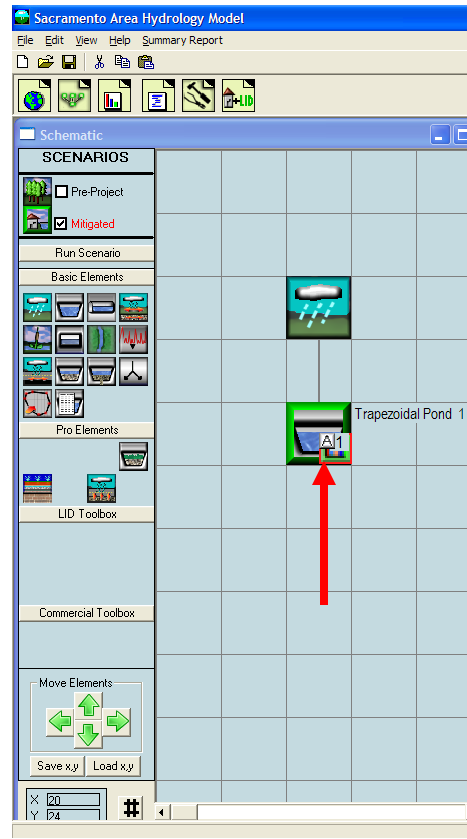 Sacramento Area Hydrology Model
File Edit View Help Summary Report
+LID
Schematic
SCENARIOS
Pre-Project
Mitigated
Run Scenario
Basic Elements
Pro Elements
LID Toolbox
Commercial Toolbox
Move Elements
Save x,y Load x,y
X 20
Y 24
#
Trapezoidal Pond 1
A 1